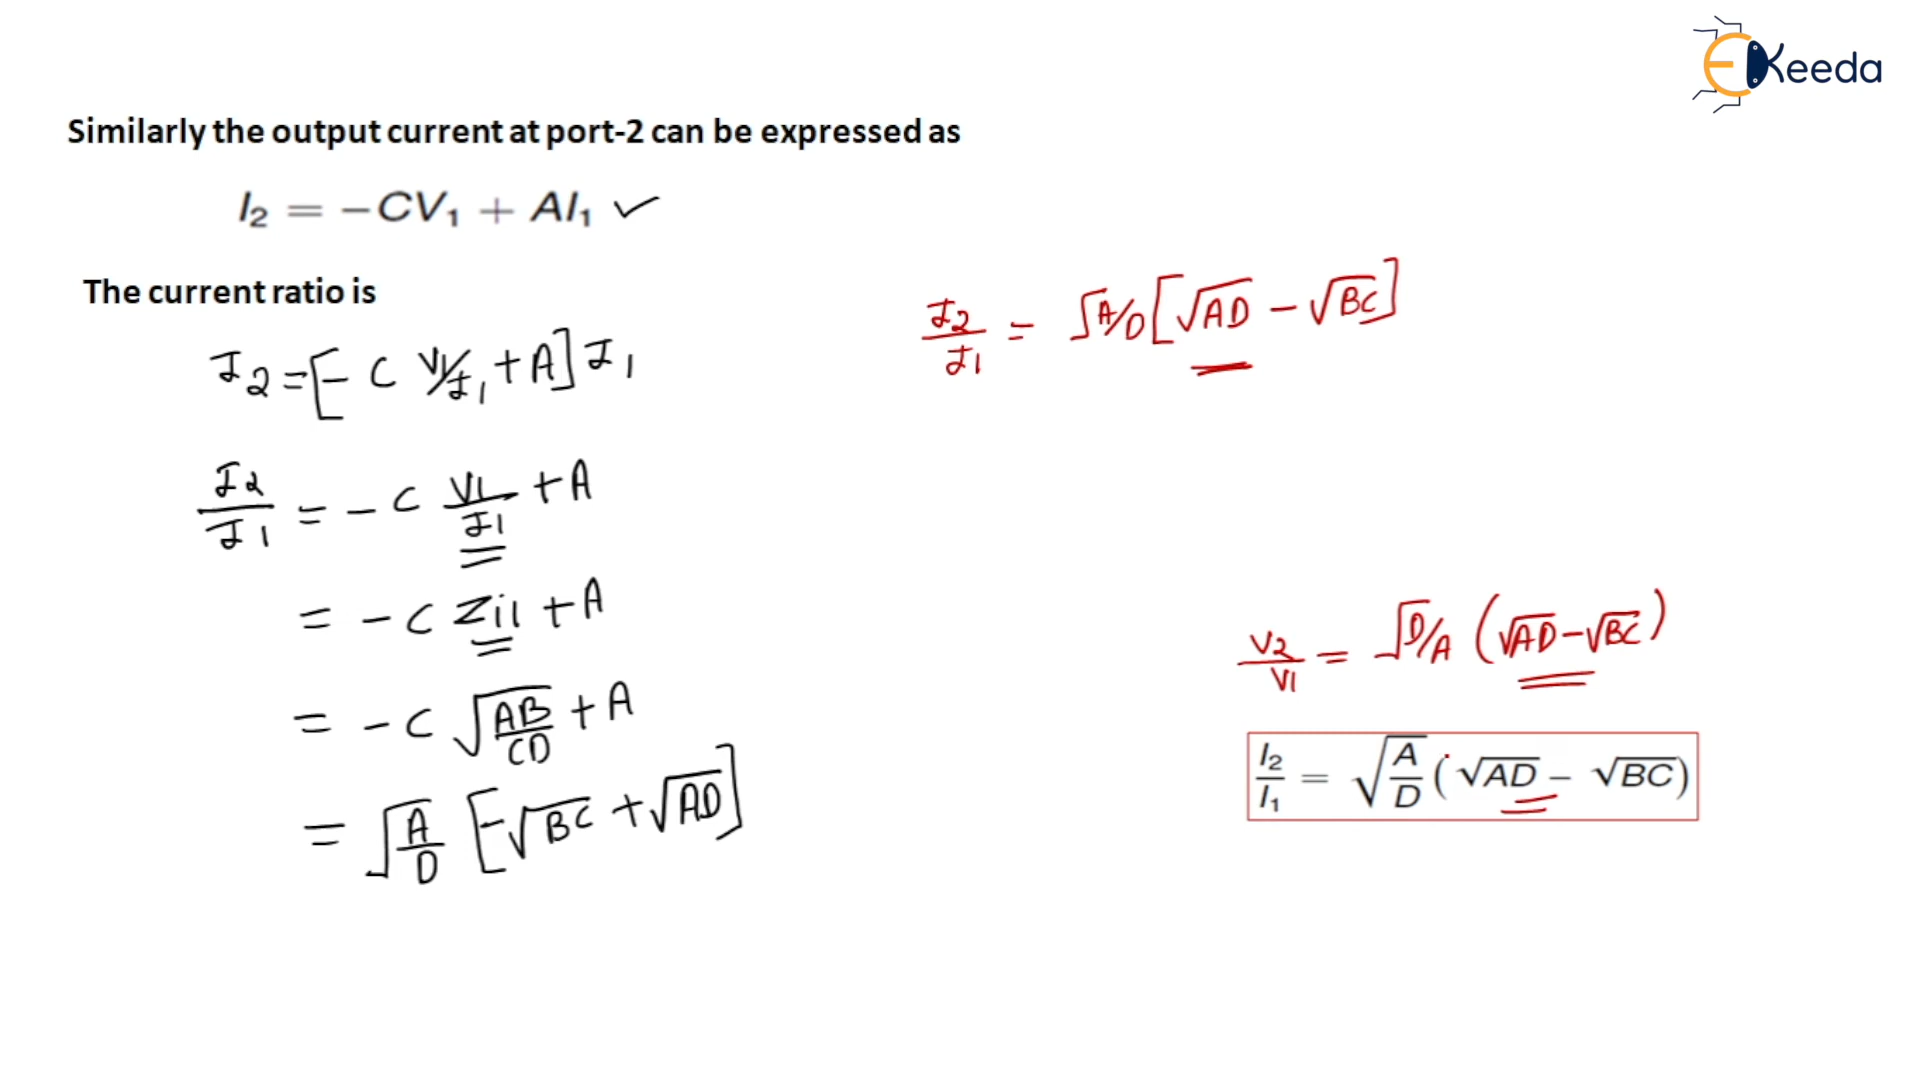 EKeeda
Similarly the output current at port-2 can be expressed as
I₂ = −CV₁ + AI₁ ✓
The current ratio is
I2 = [− C V1/I1 + A] I1
I2/I1 = − C V1/I1 + A
= − C Zi1 + A
= − C √(AB/CD) + A
= √(A/D) [−√BC + √AD]
I2/I1 = √A/D [√AD − √BC]
V2/V1 = √D/A (√AD − √BC)
I₂/I₁ = √(A/D) (√AD − √BC)